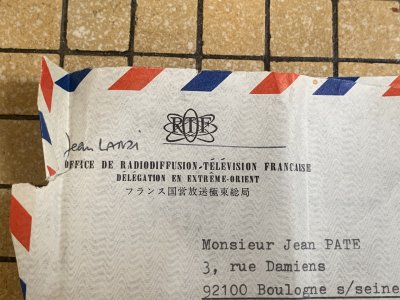 RTF
Jean LANZI
OFFICE DE RADIODIFFUSION-TÉLÉVISION FRANÇAISE
DÉLÉGATION EN EXTRÊME-ORIENT
フランス国営放送極東総局
Monsieur Jean PATE
3, rue Damiens
92100 Boulogne s/seine